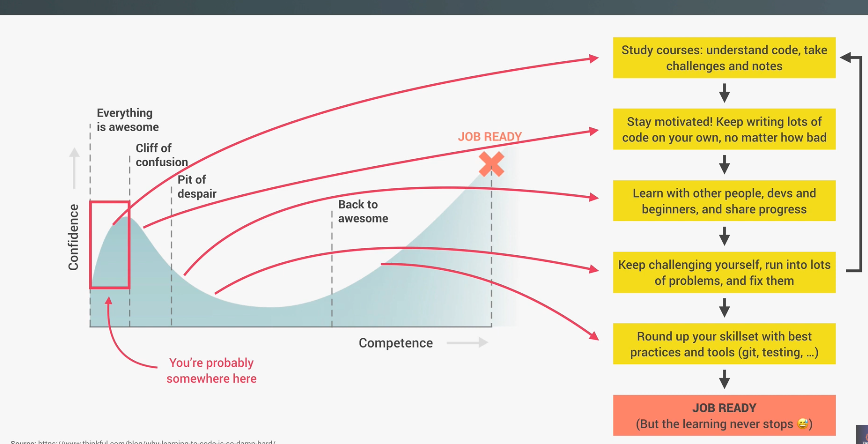 Everything
is awesome
Cliff of
confusion
Pit of
despair
Back to
awesome
JOB READY
Confidence
Competence
You're probably
somewhere here
Study courses: understand code, take
challenges and notes
Stay motivated! Keep writing lots of
code on your own, no matter how bad
Learn with other people, devs and
beginners, and share progress
Keep challenging yourself, run into lots
of problems, and fix them
Round up your skillset with best
practices and tools (git, testing, …)
JOB READY
(But the learning never stops 😅)
Source: https://www.thinkful.com/blog/why-learning-to-code-is-so-damn-hard/